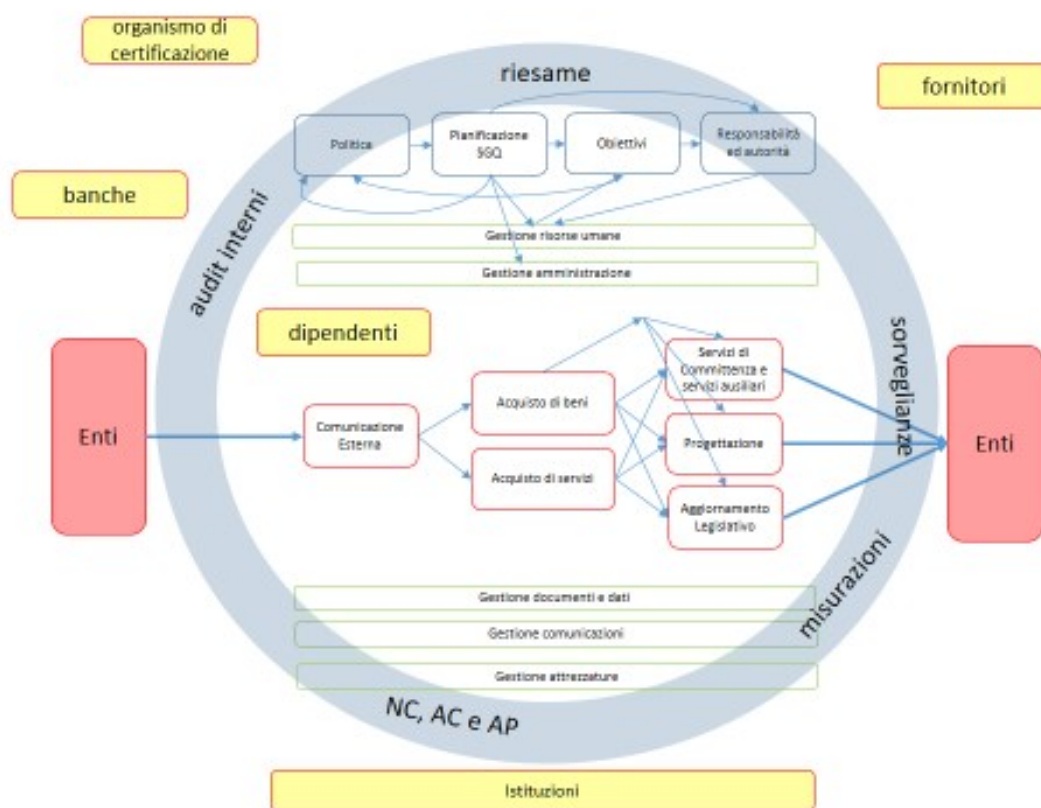 organismo di
certificazione
riesame
fornitori
Politica
Pianificazione
SGQ
Obiettivi
Responsabilità
ed autorità
banche
audit interni
Gestione risorse umane
Gestione amministrazione
dipendenti
sorveglianze
Servizi di
Committenza e
servizi ausiliari
Acquisto di beni
Enti
Comunicazione
Esterna
Progettazione
Enti
Acquisto di servizi
Aggiornamento
Legislativo
misurazioni
Gestione documenti e dati
Gestione comunicazioni
Gestione attrezzature
NC, AC e AP
Istituzioni